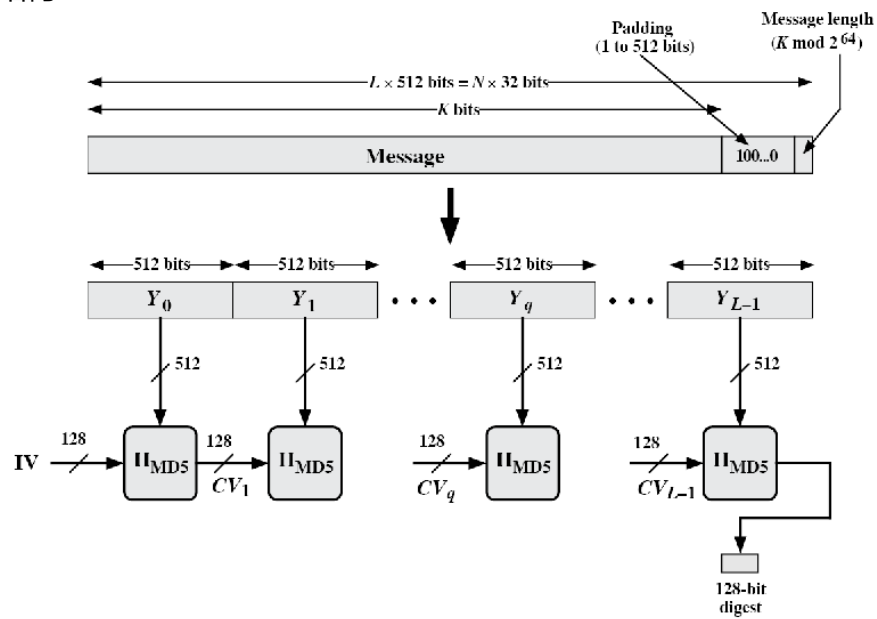 Padding
(1 to 512 bits)
Message length
(K mod 2^64)
L × 512 bits = N × 32 bits
K bits
Message
100...0
512 bits
512 bits
512 bits
512 bits
Y0
Y1
• • •
Yq
• • •
YL–1
512
512
512
512
IV
128
HMD5
128
CV1
HMD5
128
CVq
HMD5
128
CVL–1
HMD5
128-bit
digest